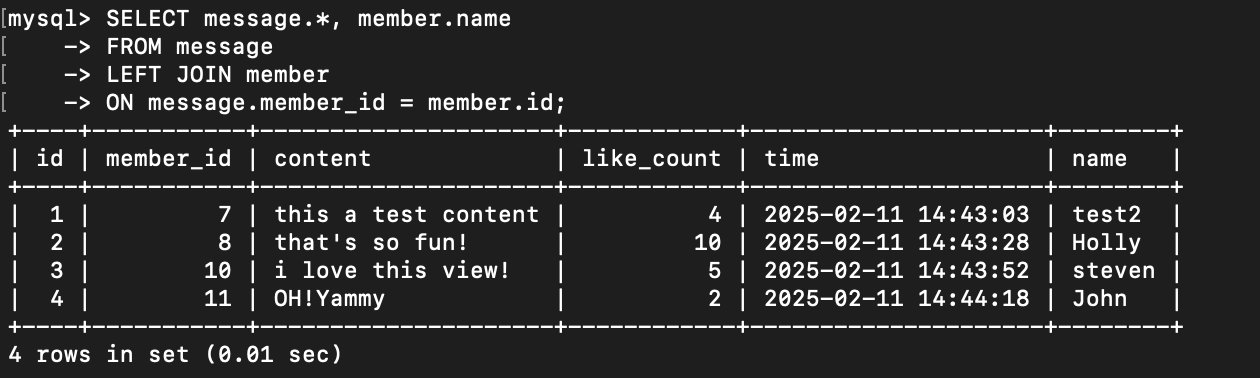 [mysql> SELECT message.*, member.name
[    -> FROM message
[    -> LEFT JOIN member
[    -> ON message.member_id = member.id;
+----+-----------+----------------------+------------+---------------------+--------+
| id | member_id | content              | like_count | time                | name   |
+----+-----------+----------------------+------------+---------------------+--------+
|  1 |         7 | this a test content |          4 | 2025-02-11 14:43:03 | test2  |
|  2 |         8 | that's so fun!      |         10 | 2025-02-11 14:43:28 | Holly  |
|  3 |        10 | i love this view!   |          5 | 2025-02-11 14:43:52 | steven |
|  4 |        11 | OH!Yammy            |          2 | 2025-02-11 14:44:18 | John   |
+----+-----------+----------------------+------------+---------------------+--------+
4 rows in set (0.01 sec)